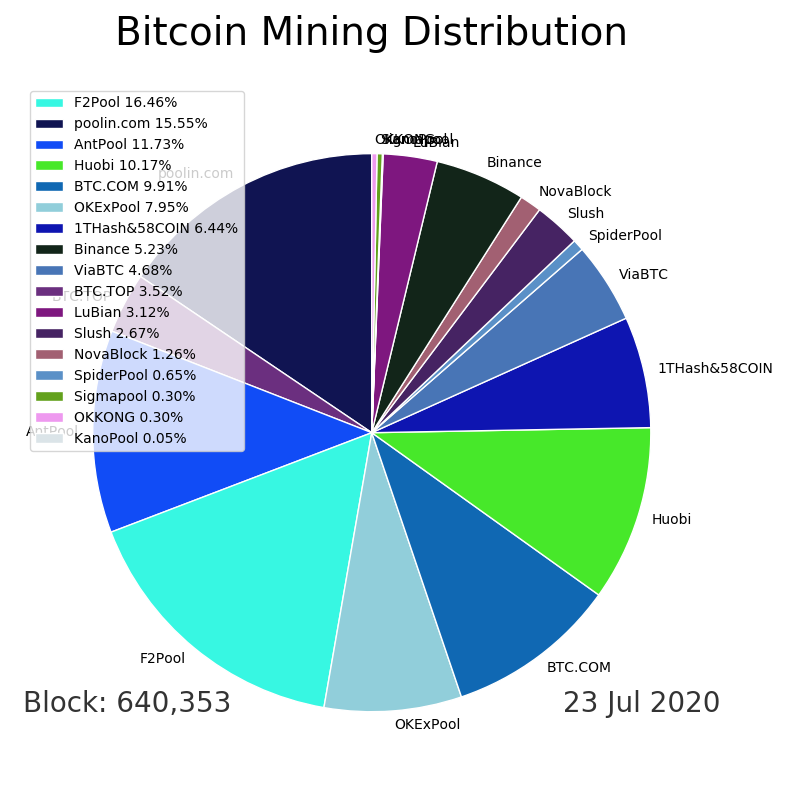 Bitcoin Mining Distribution
F2Pool 16.46%
poolin.com 15.55%
AntPool 11.73%
Huobi 10.17%
BTC.COM 9.91%
OKExPool 7.95%
1THash&58COIN 6.44%
Binance 5.23%
ViaBTC 4.68%
BTC.TOP 3.52%
LuBian 3.12%
Slush 2.67%
NovaBlock 1.26%
SpiderPool 0.65%
Sigmapool 0.30%
OKKONG 0.30%
KanoPool 0.05%
poolin.com
BTC.TOP
AntPool
F2Pool
OKExPool
BTC.COM
Huobi
1THash&58COIN
ViaBTC
SpiderPool
Slush
NovaBlock
Binance
LuBian
Block: 640,353
23 Jul 2020